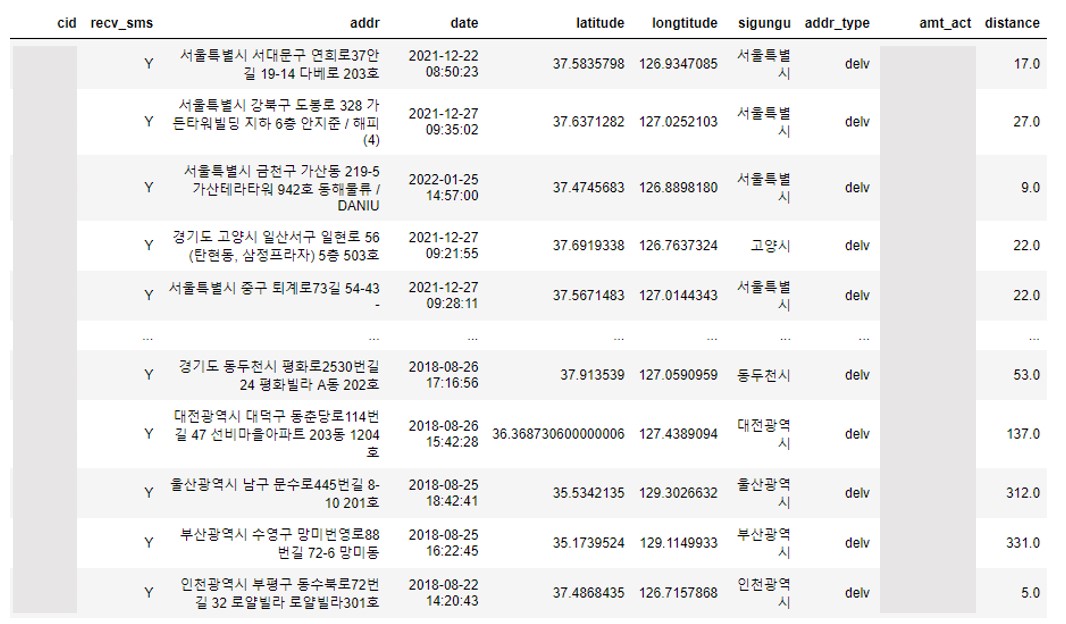 cid recv_sms addr date latitude longtitude sigungu addr_type amt_act distance
서울특별시 서대문구 연희로37안 2021-12-22 서울특별
Y 37.5835798 126.9347085 delv 17.0
길 19-14 다베로 203호 08:50:23 시
서울특별시 강북구 도봉로 328 가
2021-12-27 서울특별
Y 든타워빌딩 지하 6층 안지준 / 해피 37.6371282 127.0252103 delv 27.0
09:35:02 시
(4)
서울특별시 금천구 가산동 219-5
2022-01-25 서울특별
Y 가산테라타워 942호 동해물류 / 37.4745683 126.8898180 delv 9.0
14:57:00 시
DANIU
경기도 고양시 일산서구 일현로 56 2021-12-27
Y 37.6919338 126.7637324 고양시 delv 22.0
(탄현동, 삼정프라자) 5층 503호 09:21:55
서울특별시 중구 퇴계로73길 54-43 2021-12-27 서울특별
Y 37.5671483 127.0144343 delv 22.0
- 09:28:11 시
... ... ... ... ... ... ... ...
경기도 동두천시 평화로2530번길 2018-08-26
Y 37.913539 127.0590959 동두천시 delv 53.0
24 평화빌라 A동 202호 17:16:56
대전광역시 대덕구 동춘당로114번
2018-08-26 대전광역
Y 길 47 선비마을아파트 203동 1204 36.368730600000006 127.4389094 delv 137.0
15:42:28 시
호
울산광역시 남구 문수로445번길 8- 2018-08-25 울산광역
Y 35.5342135 129.3026632 delv 312.0
10 201호 18:42:41 시
부산광역시 수영구 망미번영로88 2018-08-25 부산광역
Y 35.1739524 129.1149933 delv 331.0
번길 72-6 망미동 16:22:45 시
인천광역시 부평구 동수북로72번 2018-08-22 인천광역
Y 37.4868435 126.7157868 delv 5.0
길 32 로얄빌라 로얄빌라301호 14:20:43 시